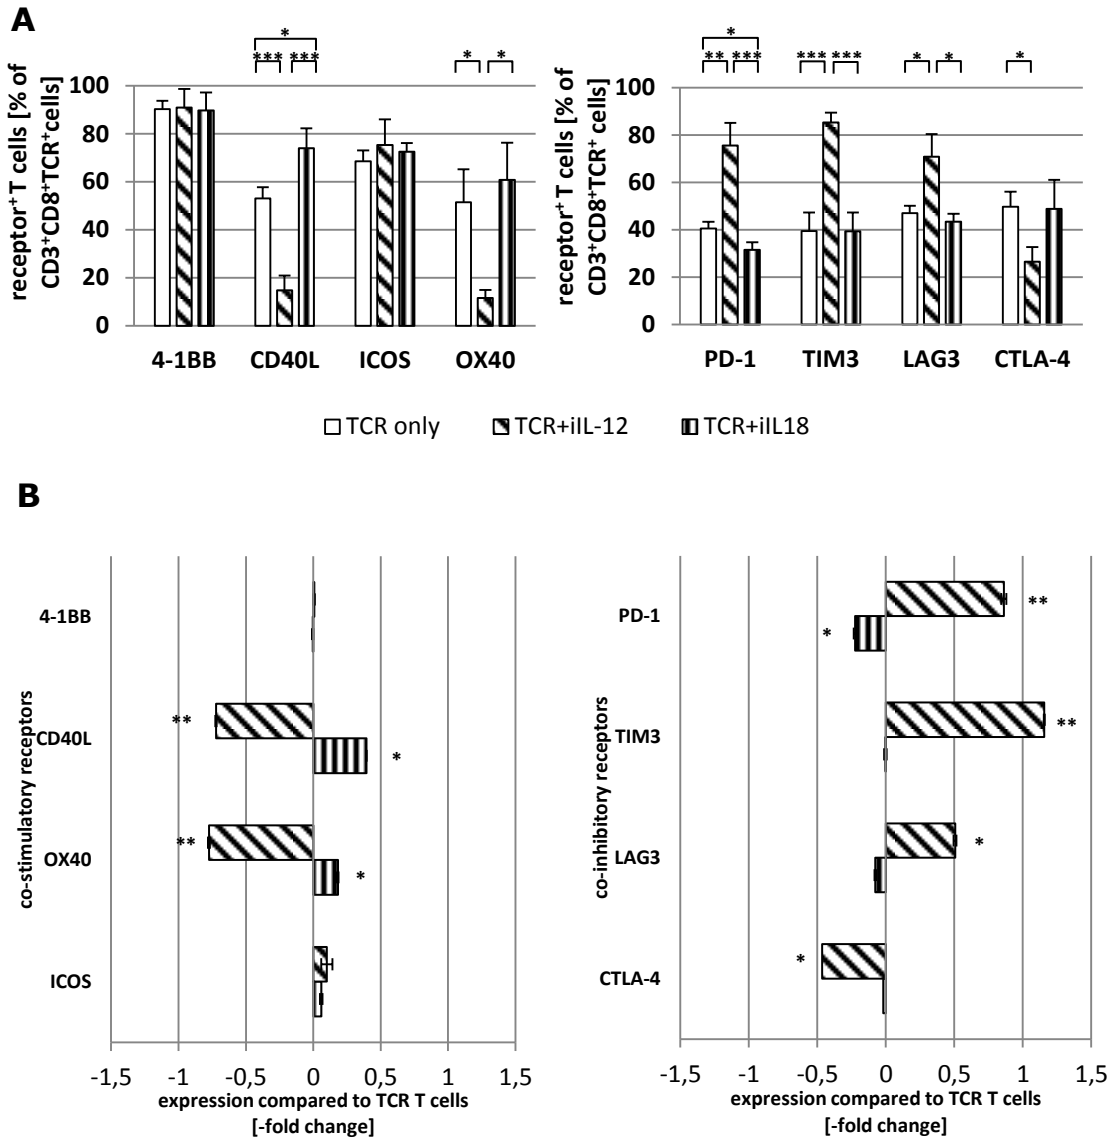 A
* *
*** *** * * ** *** *** *** * * *
receptor⁺ T cells [% of
CD3⁺CD8⁺TCR⁺cells]
100
80
60
40
20
0
4-1BB CD40L ICOS OX40
receptor⁺ T cells [% of
CD3⁺CD8⁺TCR⁺ cells]
100
80
60
40
20
0
PD-1 TIM3 LAG3 CTLA-4
TCR only TCR+iIL-12 TCR+iIL18
B
co-stimulatory receptors
4-1BB
**
CD40L
*
**
OX40
*
ICOS
-1,5 -1 -0,5 0 0,5 1 1,5
expression compared to TCR T cells
[-fold change]
co-inhibitory receptors
PD-1
**
*
TIM3
**
LAG3
*
CTLA-4
*
-1,5 -1 -0,5 0 0,5 1 1,5
expression compared to TCR T cells
[-fold change]